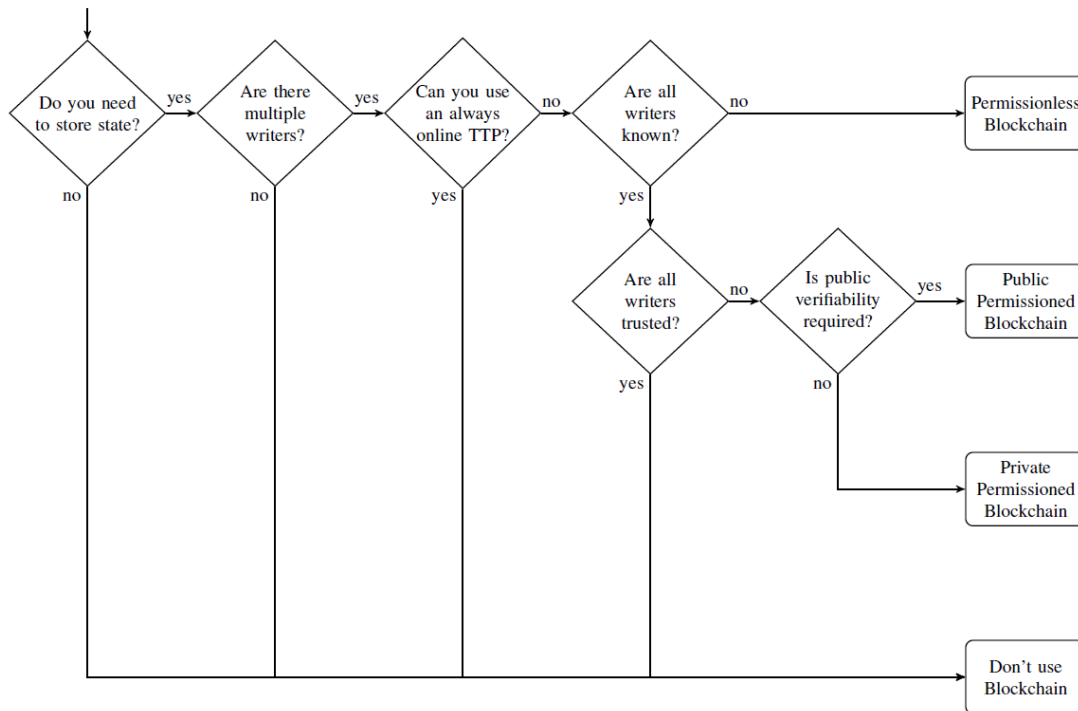 Do you need
to store state?
yes
no
Are there
multiple
writers?
yes
no
Can you use
an always
online TTP?
no
yes
Are all
writers
known?
no
yes
Permissionless
Blockchain
Are all
writers
trusted?
no
yes
Is public
verifiability
required?
yes
no
Public
Permissioned
Blockchain
Private
Permissioned
Blockchain
Don't use
Blockchain